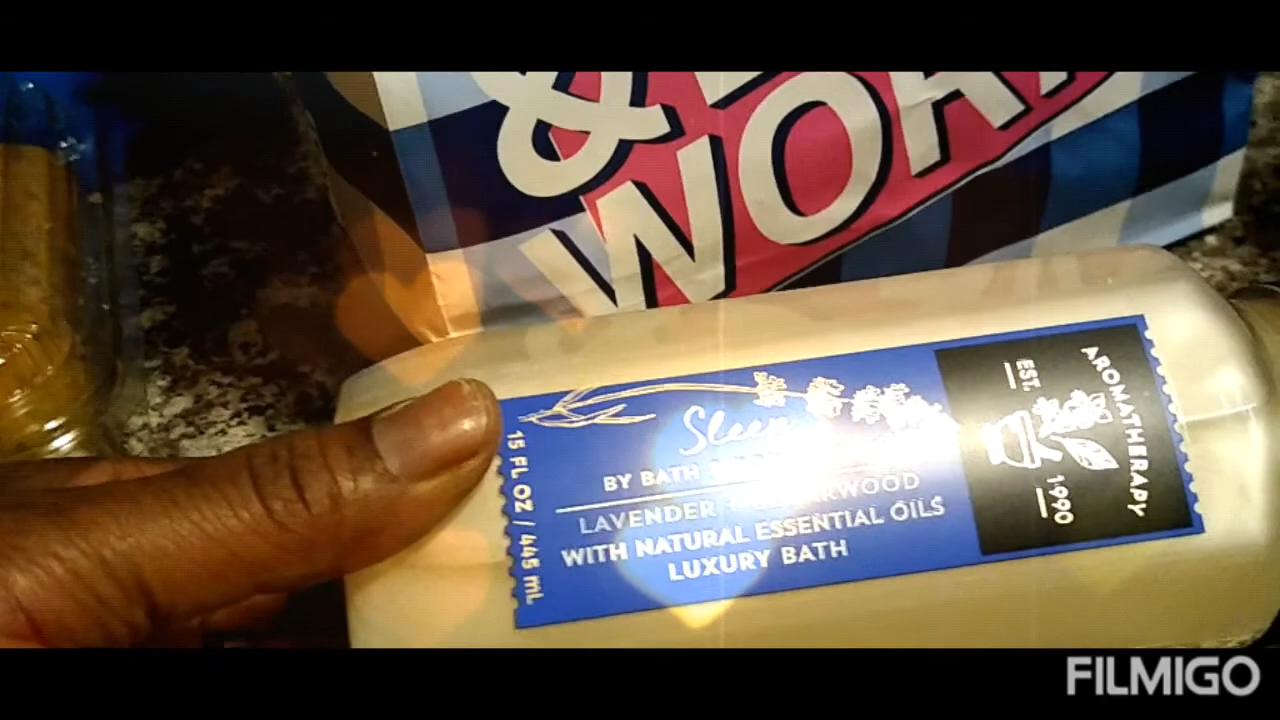 &
WOR
Sleep
BY BATH
LAVENDER
WITH NATURAL ESSENTIAL OILS
LUXURY BATH
15 FL OZ / 445 mL
AROMATHERAPY
EST. 1990
FILMIGO